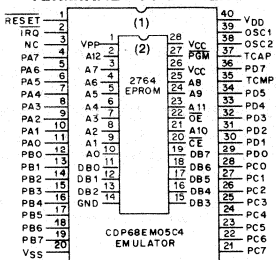 RESET 1 (1) 40 VDD
IRQ 2 VPP 1 (2) 28 VCC 39 OSC1
NC 3 A12 2 27 PGM 38 OSC2
PA7 4 A7 3 2764 26 VCC 37 TCAP
PA6 5 A6 4 EPROM 25 A8 36 PD7
PA5 6 A5 5 24 A9 35 TCMP
PA4 7 A4 6 23 A11 34 PD5
PA3 8 A3 7 22 OE 33 PD4
PA2 9 A2 8 21 A10 32 PD3
PA1 10 A1 9 20 CE 31 PD2
PA0 11 A0 10 19 DB7 30 PD1
PB0 12 DB0 11 18 DB6 29 PD0
PB1 13 DB1 12 17 DB5 28 PC0
PB2 14 DB2 13 16 DB4 27 PC1
PB3 15 GND 14 15 DB3 26 PC2
PB4 16 25 PC3
PB5 17 24 PC4
PB6 18 CDP68EM05C4 23 PC5
PB7 19 EMULATOR 22 PC6
VSS 20 21 PC7